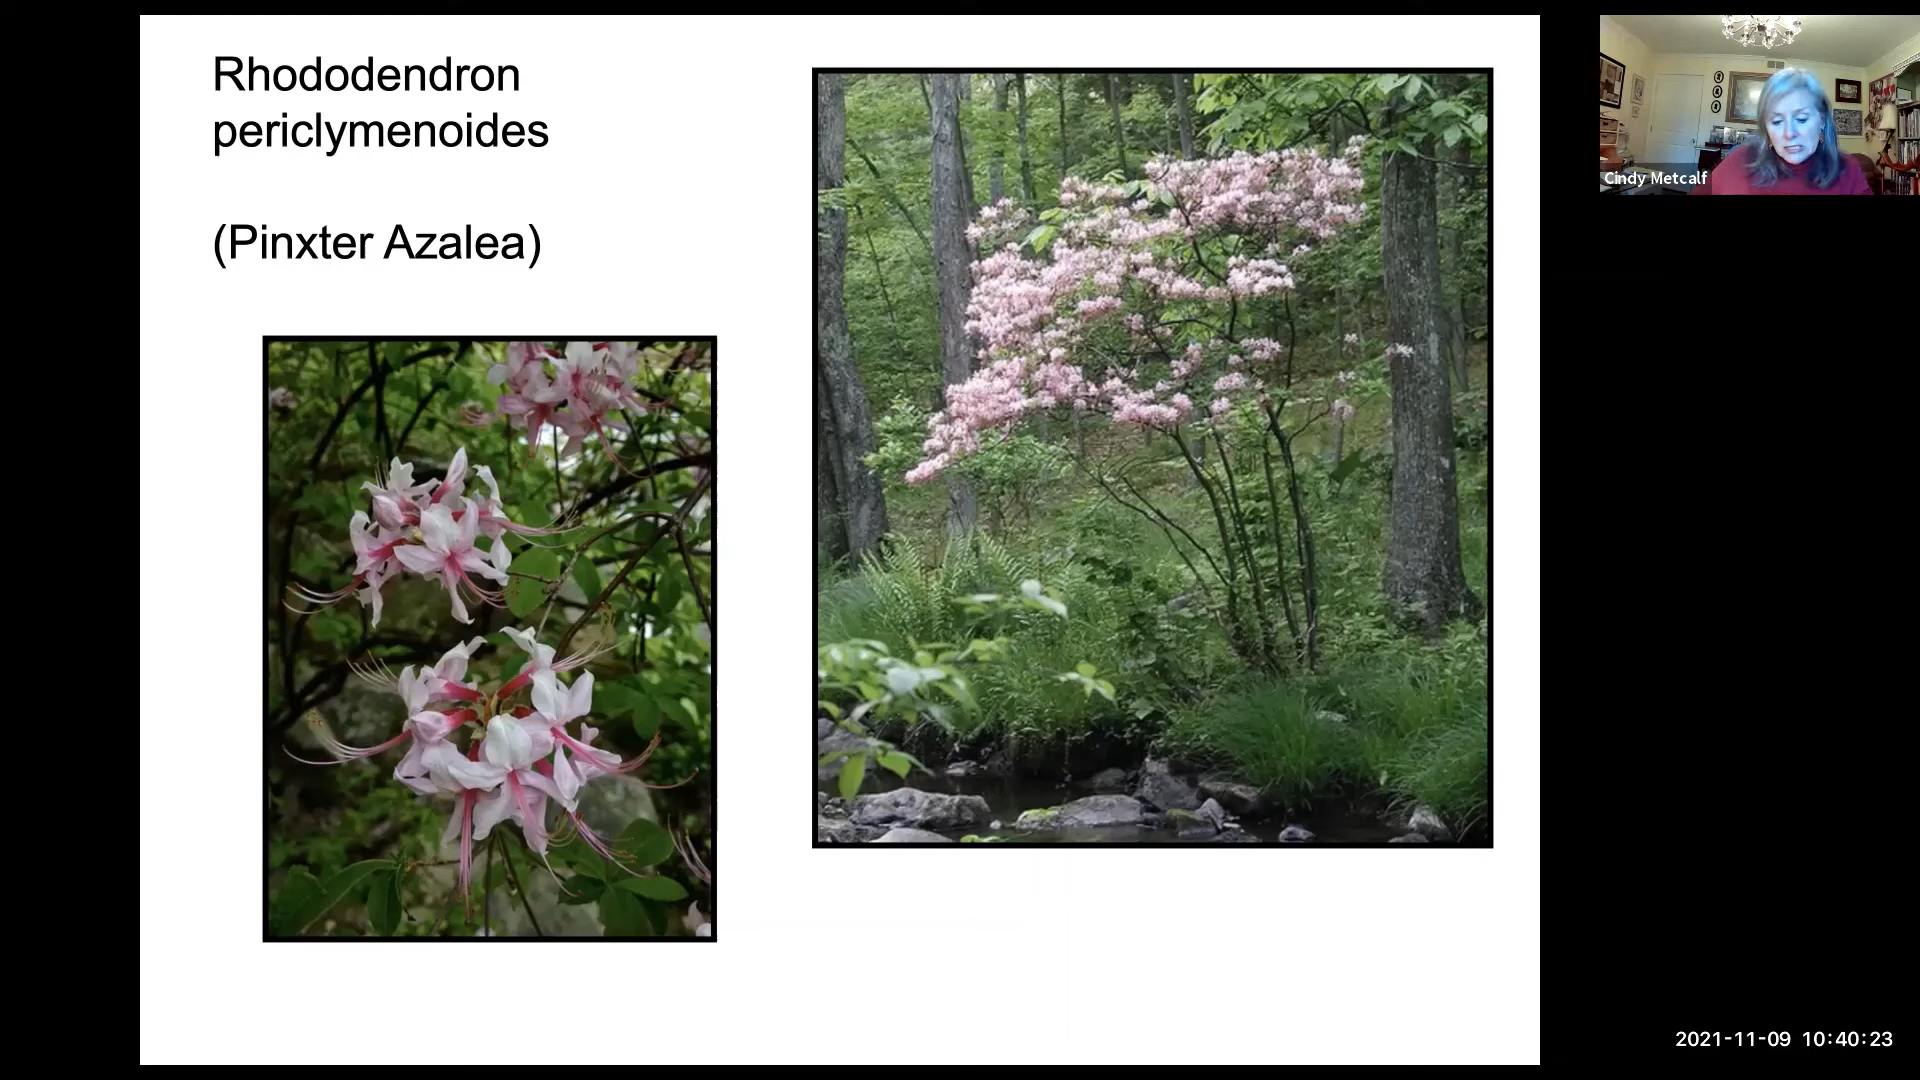 Rhododendron
periclymenoides
(Pinxter Azalea)
Cindy Metcalf
2021-11-09 10:40:23